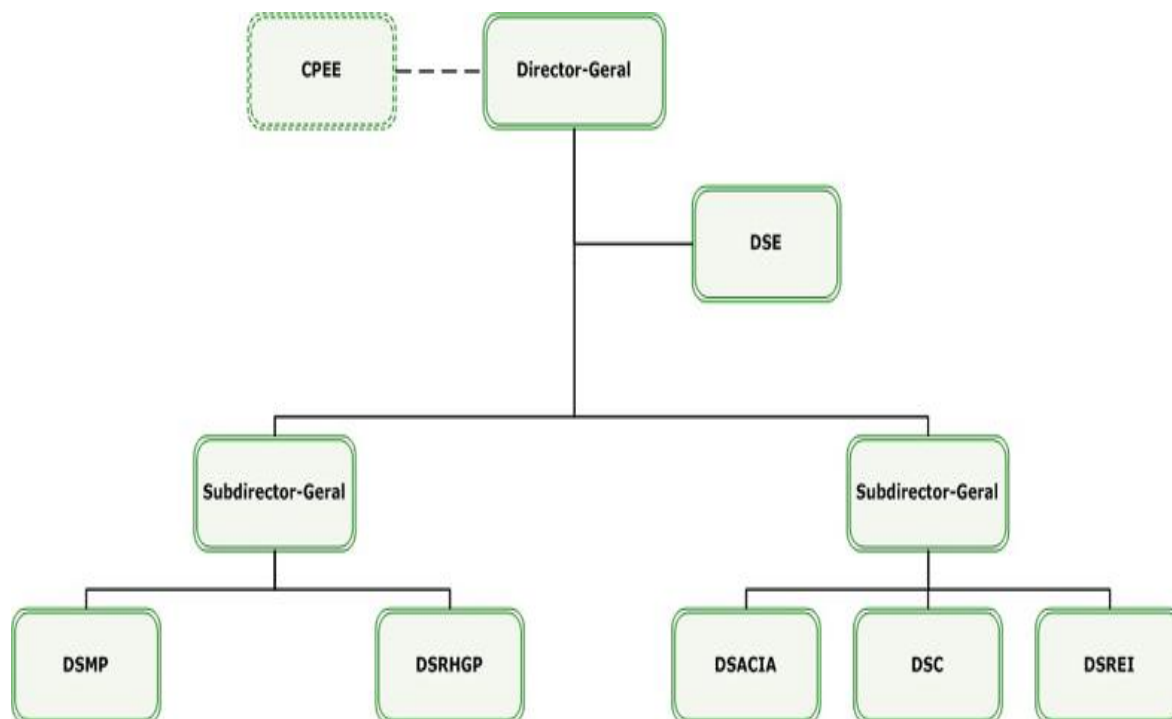 CPEE
Director-Geral
DSE
Subdirector-Geral
Subdirector-Geral
DSMP
DSRHGP
DSACIA
DSC
DSREI